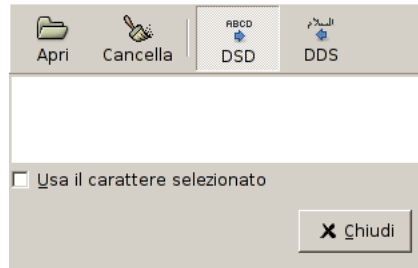 ABCD السلام
Apri Cancella DSD DDS
Usa il carattere selezionato
Chiudi